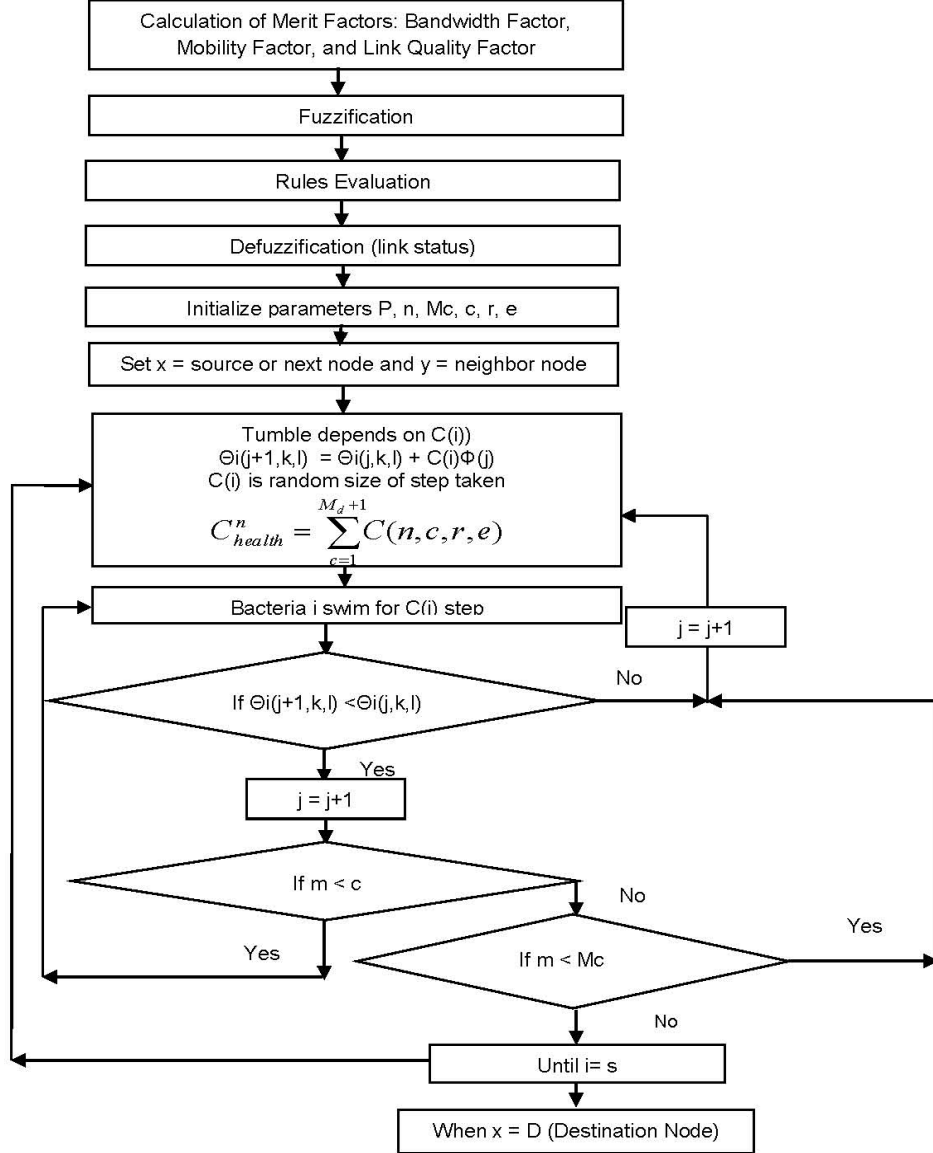 Calculation of Merit Factors: Bandwidth Factor,
Mobility Factor, and Link Quality Factor
Fuzzification
Rules Evaluation
Defuzzification (link status)
Initialize parameters P, n, Mc, c, r, e
Set x = source or next node and y = neighbor node
Tumble depends on C(i))
Θi(j+1,k,l) = Θi(j,k,l) + C(i)Φ(j)
C(i) is random size of step taken
C^n_{health} = \sum_{c=1}^{M_d+1} C(n, c, r, e)
Bacteria i swim for C(i) step
j = j+1
No
If Θi(j+1,k,l) <Θi(j,k,l)
Yes
j = j+1
If m < c
No
Yes
Yes
If m < Mc
No
Until i= s
When x = D (Destination Node)